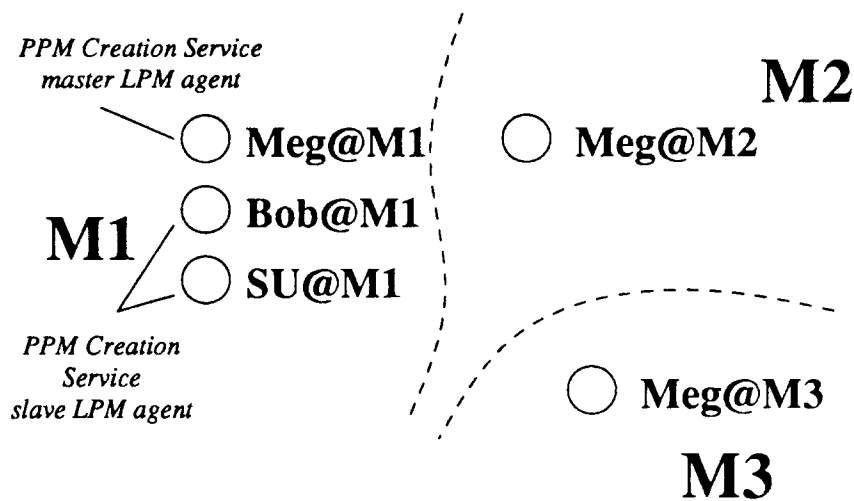 PPM Creation Service
master LPM agent
M2
Meg@M1
Meg@M2
Bob@M1
M1
SU@M1
PPM Creation
Service
slave LPM agent
Meg@M3
M3